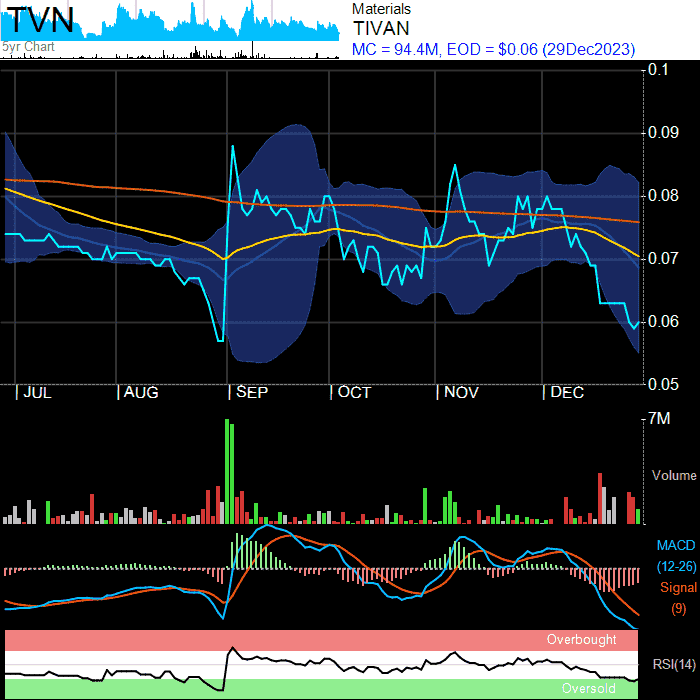 TVN
5yr Chart
Materials
TIVAN
MC = 94.4M, EOD = $0.06 (29Dec2023)
0.1
0.09
0.08
0.07
0.06
0.05
JUL AUG SEP OCT NOV DEC
7M
Volume
MACD
(12-26)
Signal
(9)
Overbought
RSI(14)
Oversold